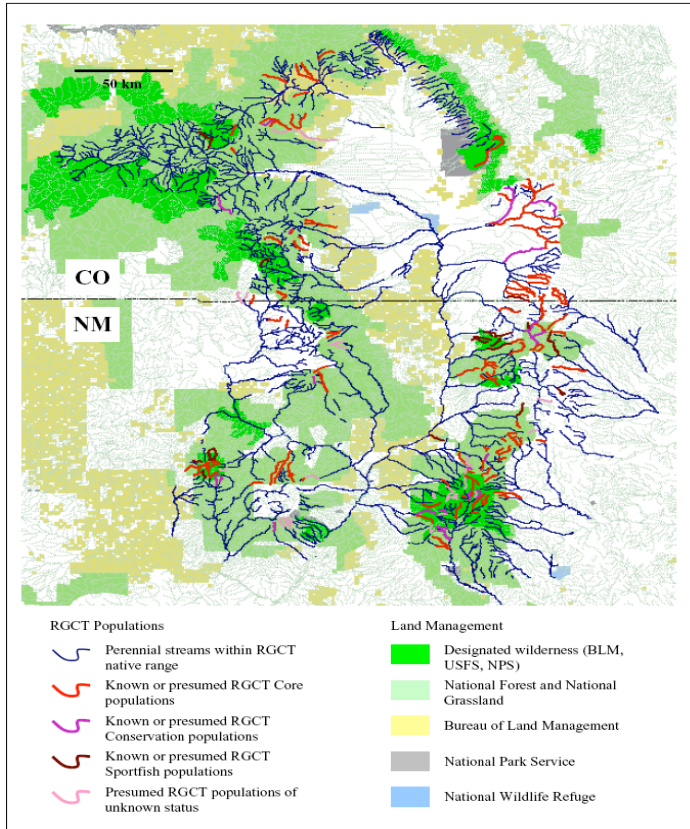 50 km
CO
NM
RGCT Populations
Perennial streams within RGCT
native range
Known or presumed RGCT Core
populations
Known or presumed RGCT
Conservation populations
Known or presumed RGCT
Sportfish populations
Presumed RGCT populations of
unknown status
Land Management
Designated wilderness (BLM,
USFS, NPS)
National Forest and National
Grassland
Bureau of Land Management
National Park Service
National Wildlife Refuge